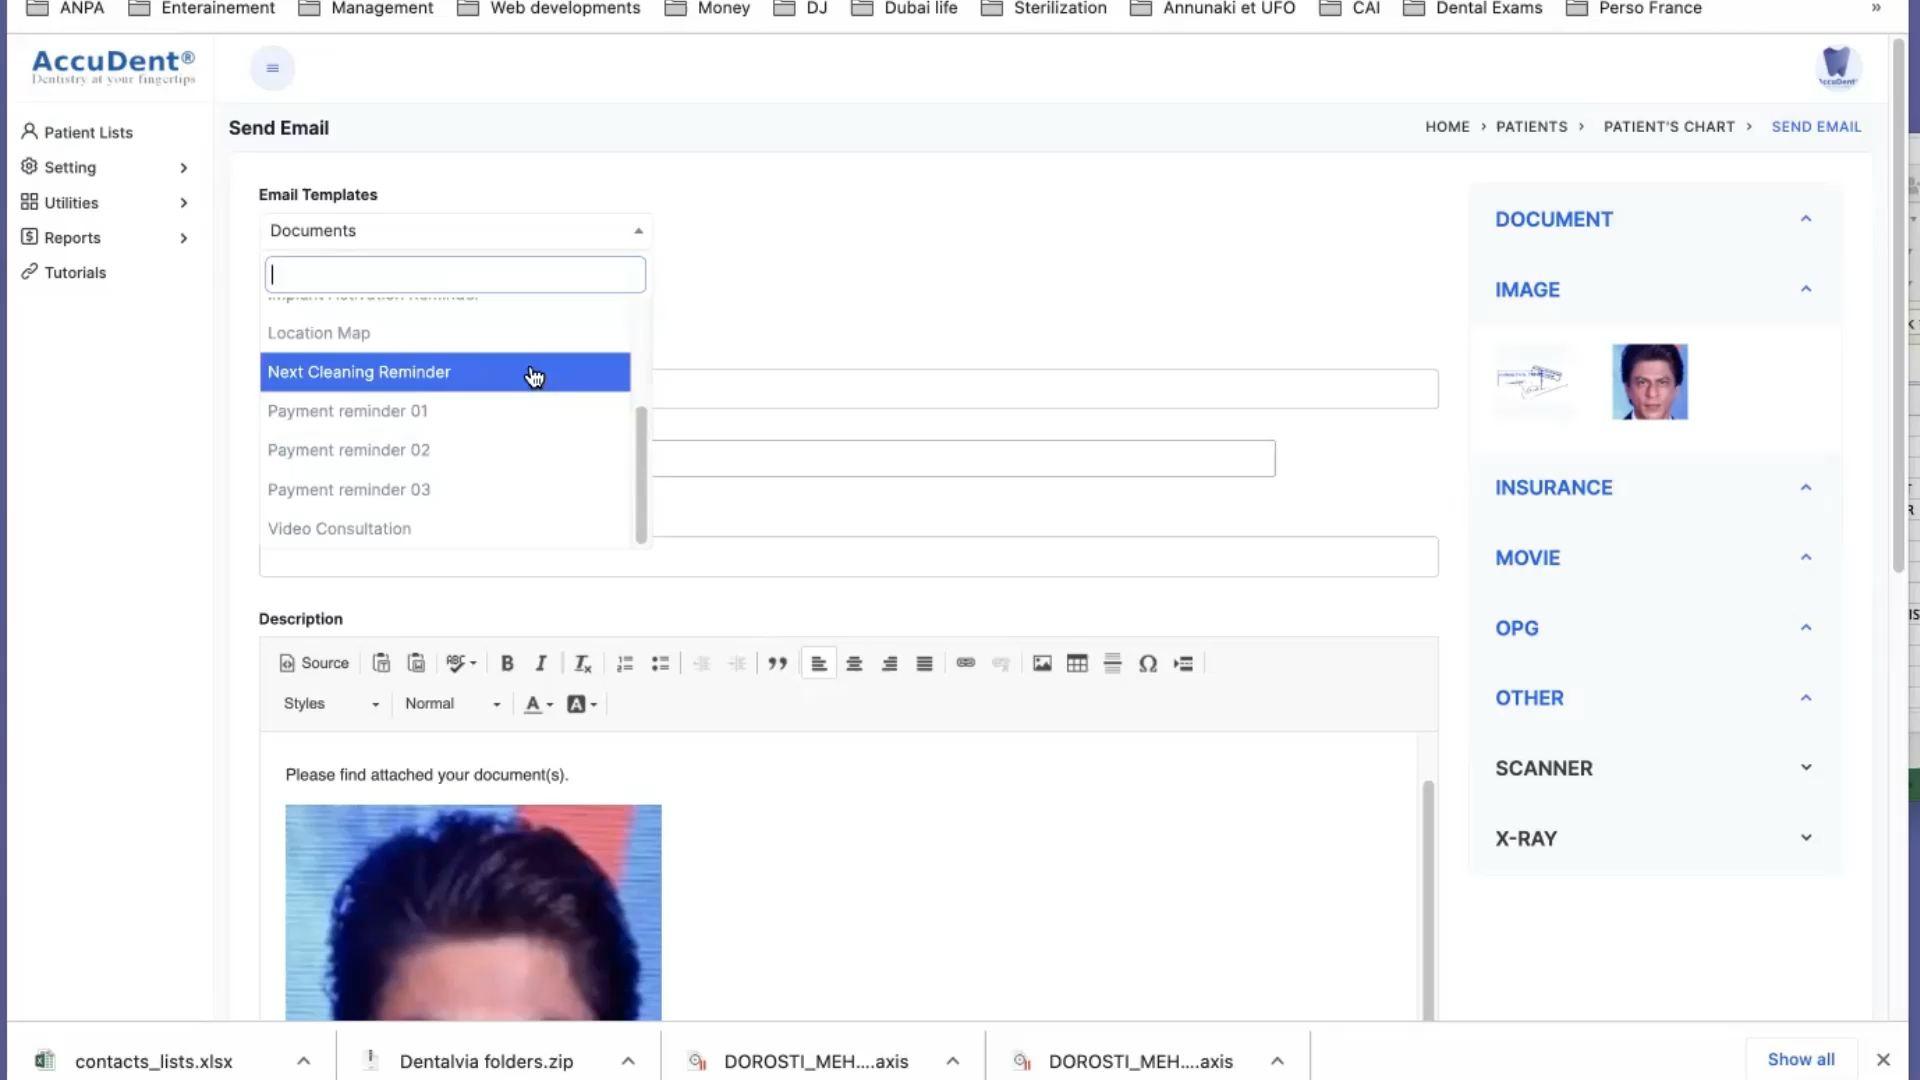 ANPA
Enterainement
Management
Web developments
Money
DJ
Dubai life
Sterilization
Annunaki et UFO
CAI
Dental Exams
Perso France
»
AccuDent®
Dentistry at your fingertips
Patient Lists
Setting
Utilities
Reports
Tutorials
Send Email
HOME › PATIENTS › PATIENT'S CHART › SEND EMAIL
Email Templates
Documents
Implant Activation Reminder
Location Map
Next Cleaning Reminder
Payment reminder 01
Payment reminder 02
Payment reminder 03
Video Consultation
Description
Source
Styles
Normal
Please find attached your document(s).
DOCUMENT
IMAGE
INSURANCE
MOVIE
OPG
OTHER
SCANNER
X-RAY
contacts_lists.xlsx
Dentalvia folders.zip
DOROSTI_MEH....axis
DOROSTI_MEH....axis
Show all